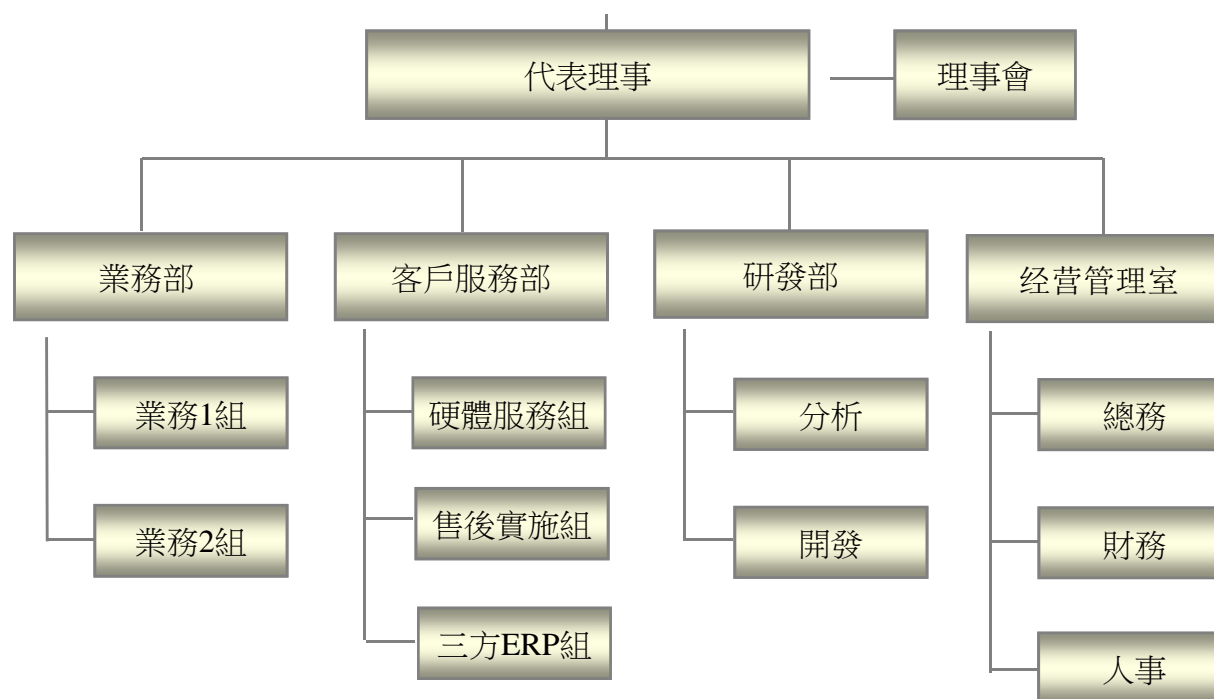 代表理事
理事會
業務部
客戶服務部
研發部
经营管理室
業務1組
硬體服務組
分析
總務
售後實施組
業務2組
開發
財務
三方ERP組
人事